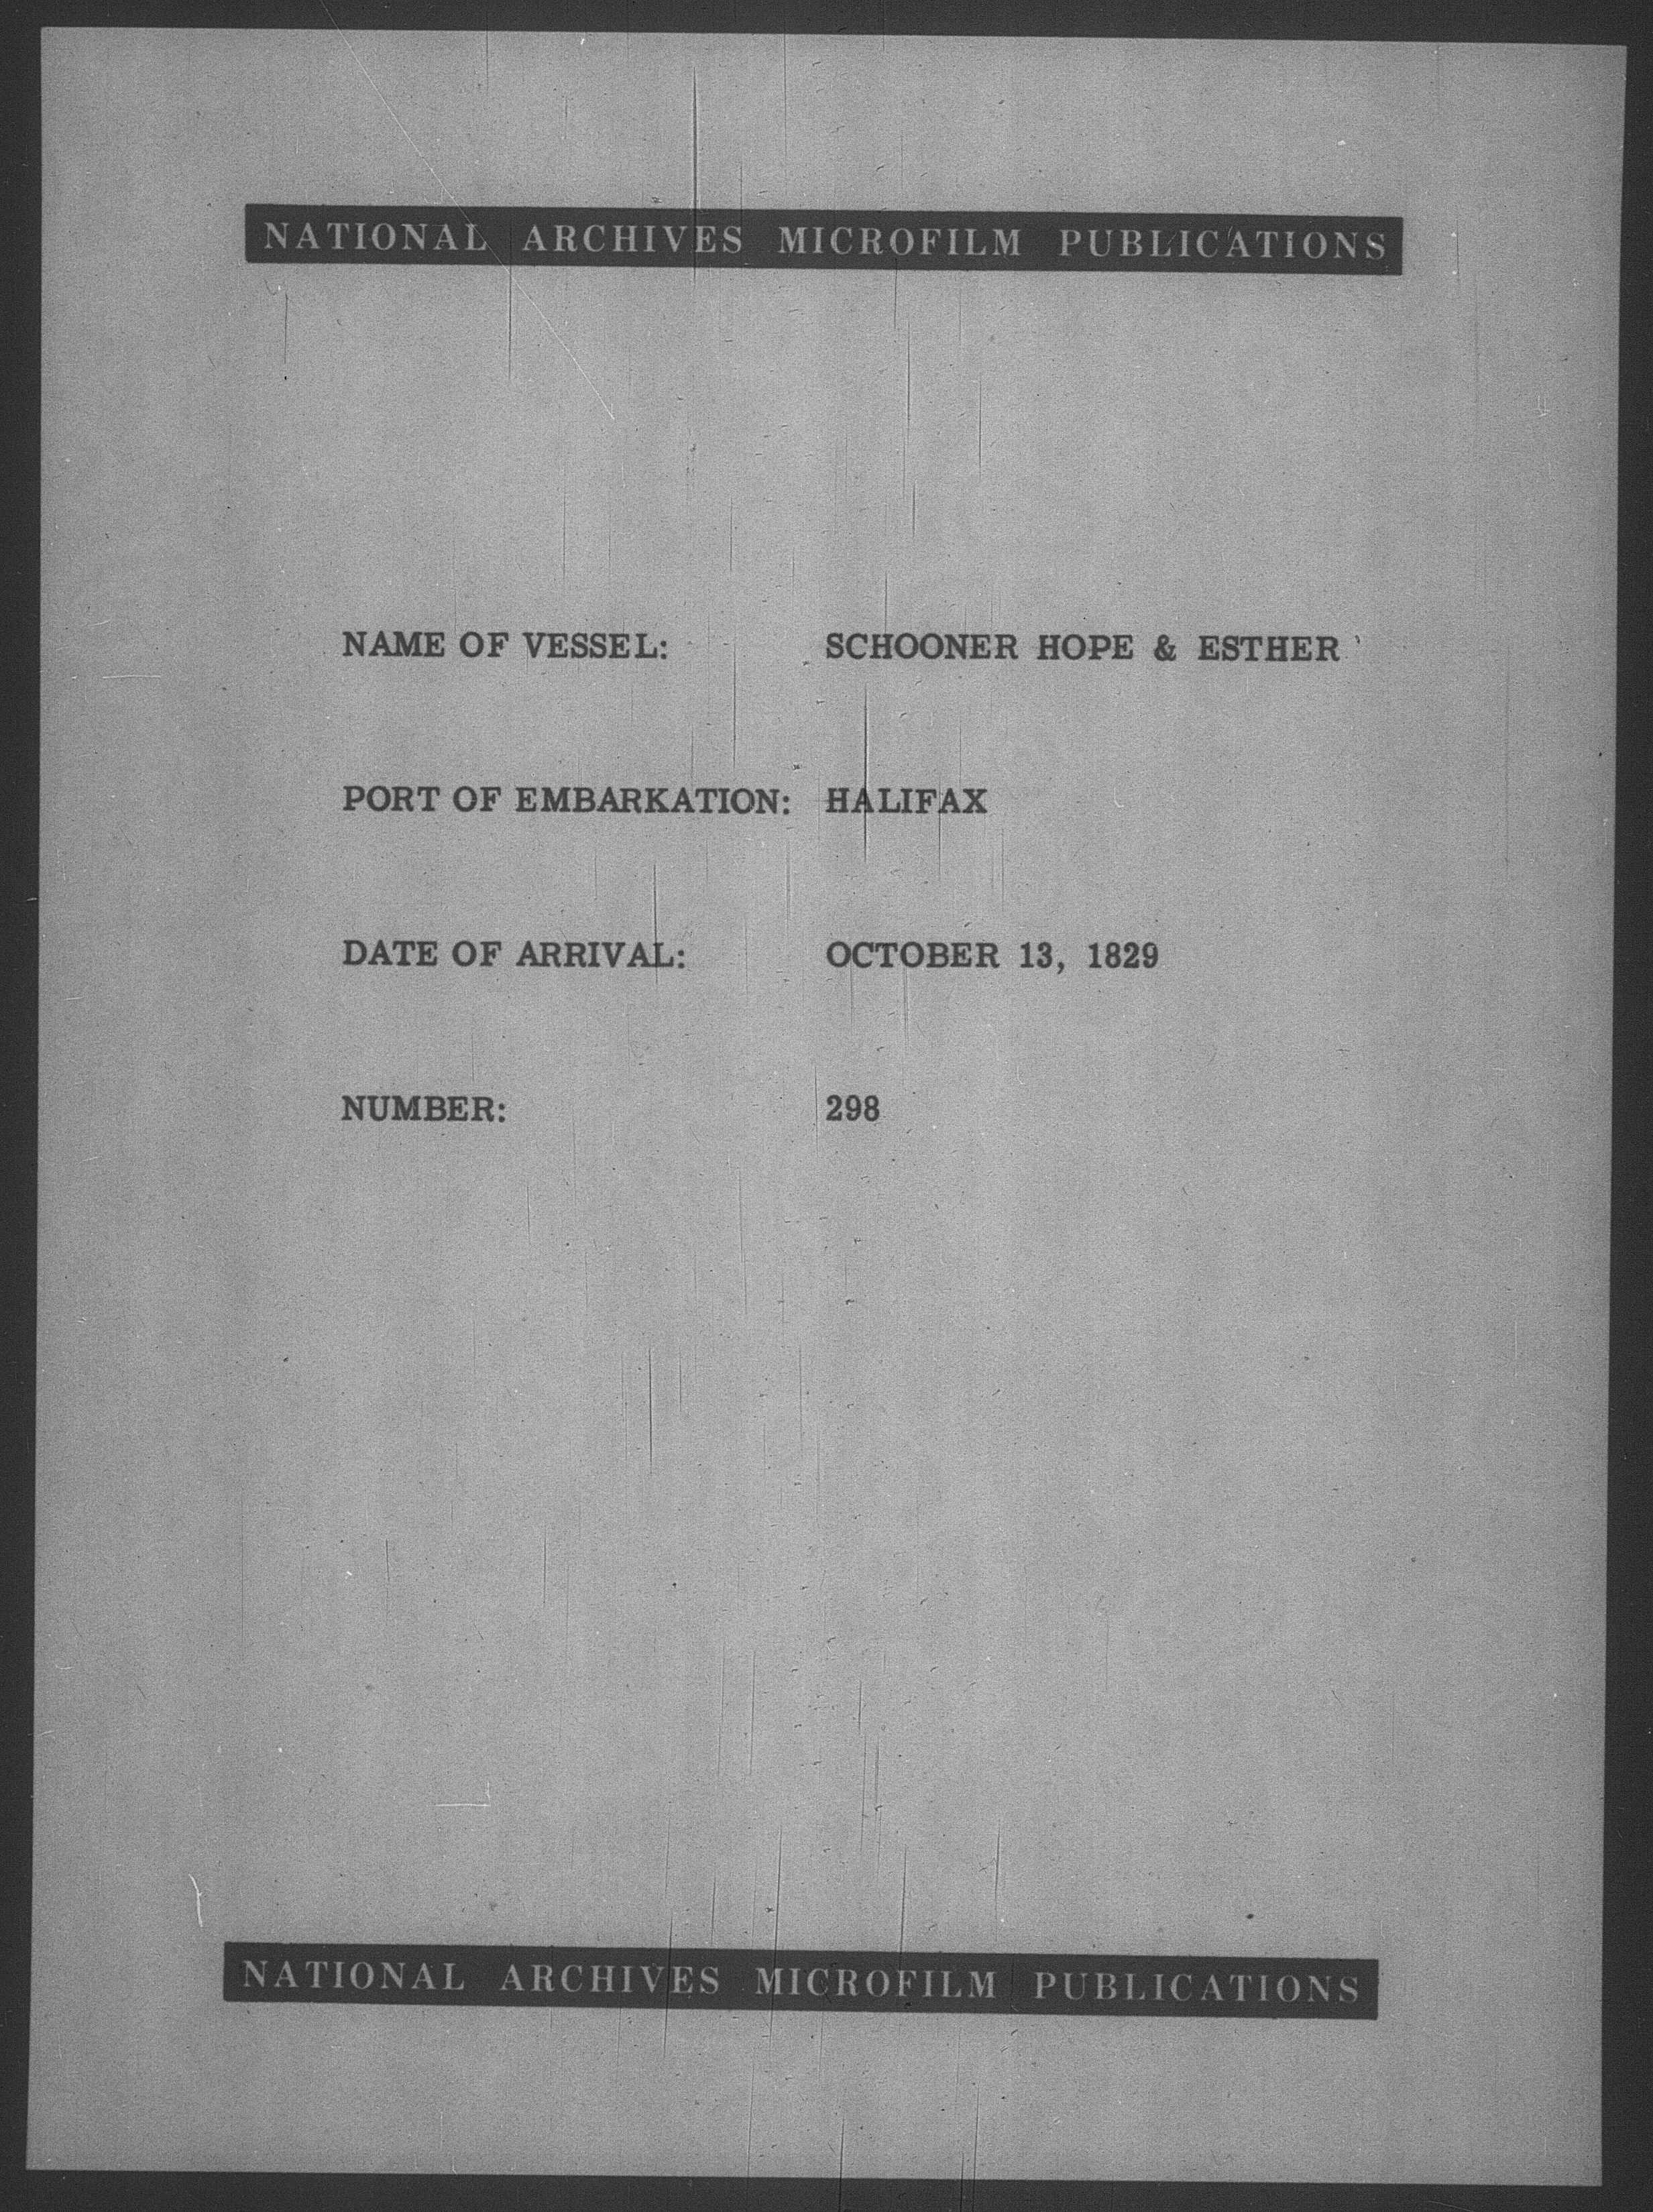 NATIONAL ARCHIVES MICROFILM PUBLICATIONS
NAME OF VESSEL: SCHOONER HOPE & ESTHER
PORT OF EMBARKATION: HALIFAX
DATE OF ARRIVAL: OCTOBER 13, 1829
NUMBER: 298
NATIONAL ARCHIVES MICROFILM PUBLICATIONS